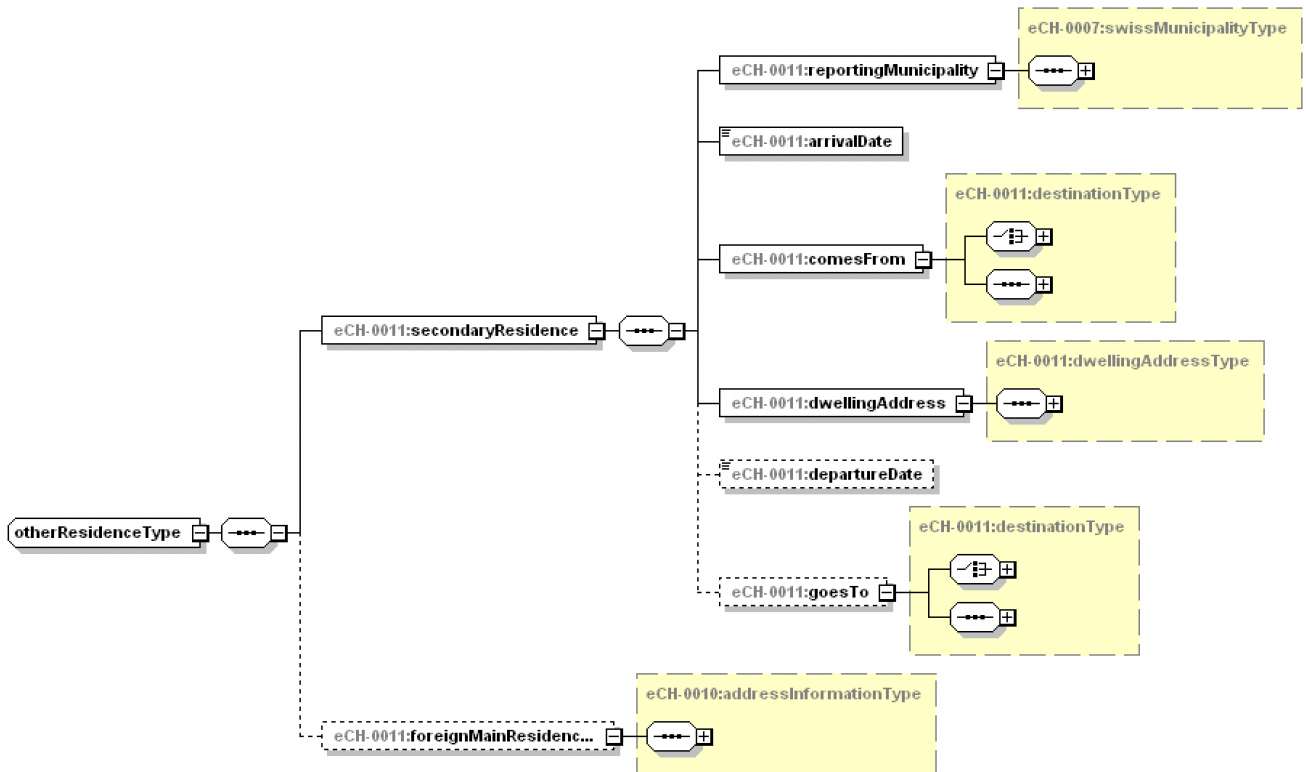 eCH-0007:swissMunicipalityType
eCH-0011:reportingMunicipality
eCH-0011:arrivalDate
eCH-0011:destinationType
eCH-0011:comesFrom
eCH-0011:secondaryResidence
eCH-0011:dwellingAddressType
eCH-0011:dwellingAddress
eCH-0011:departureDate
otherResidenceType
eCH-0011:destinationType
eCH-0011:goesTo
eCH-0010:addressInformationType
eCH-0011:foreignMainResidenc...